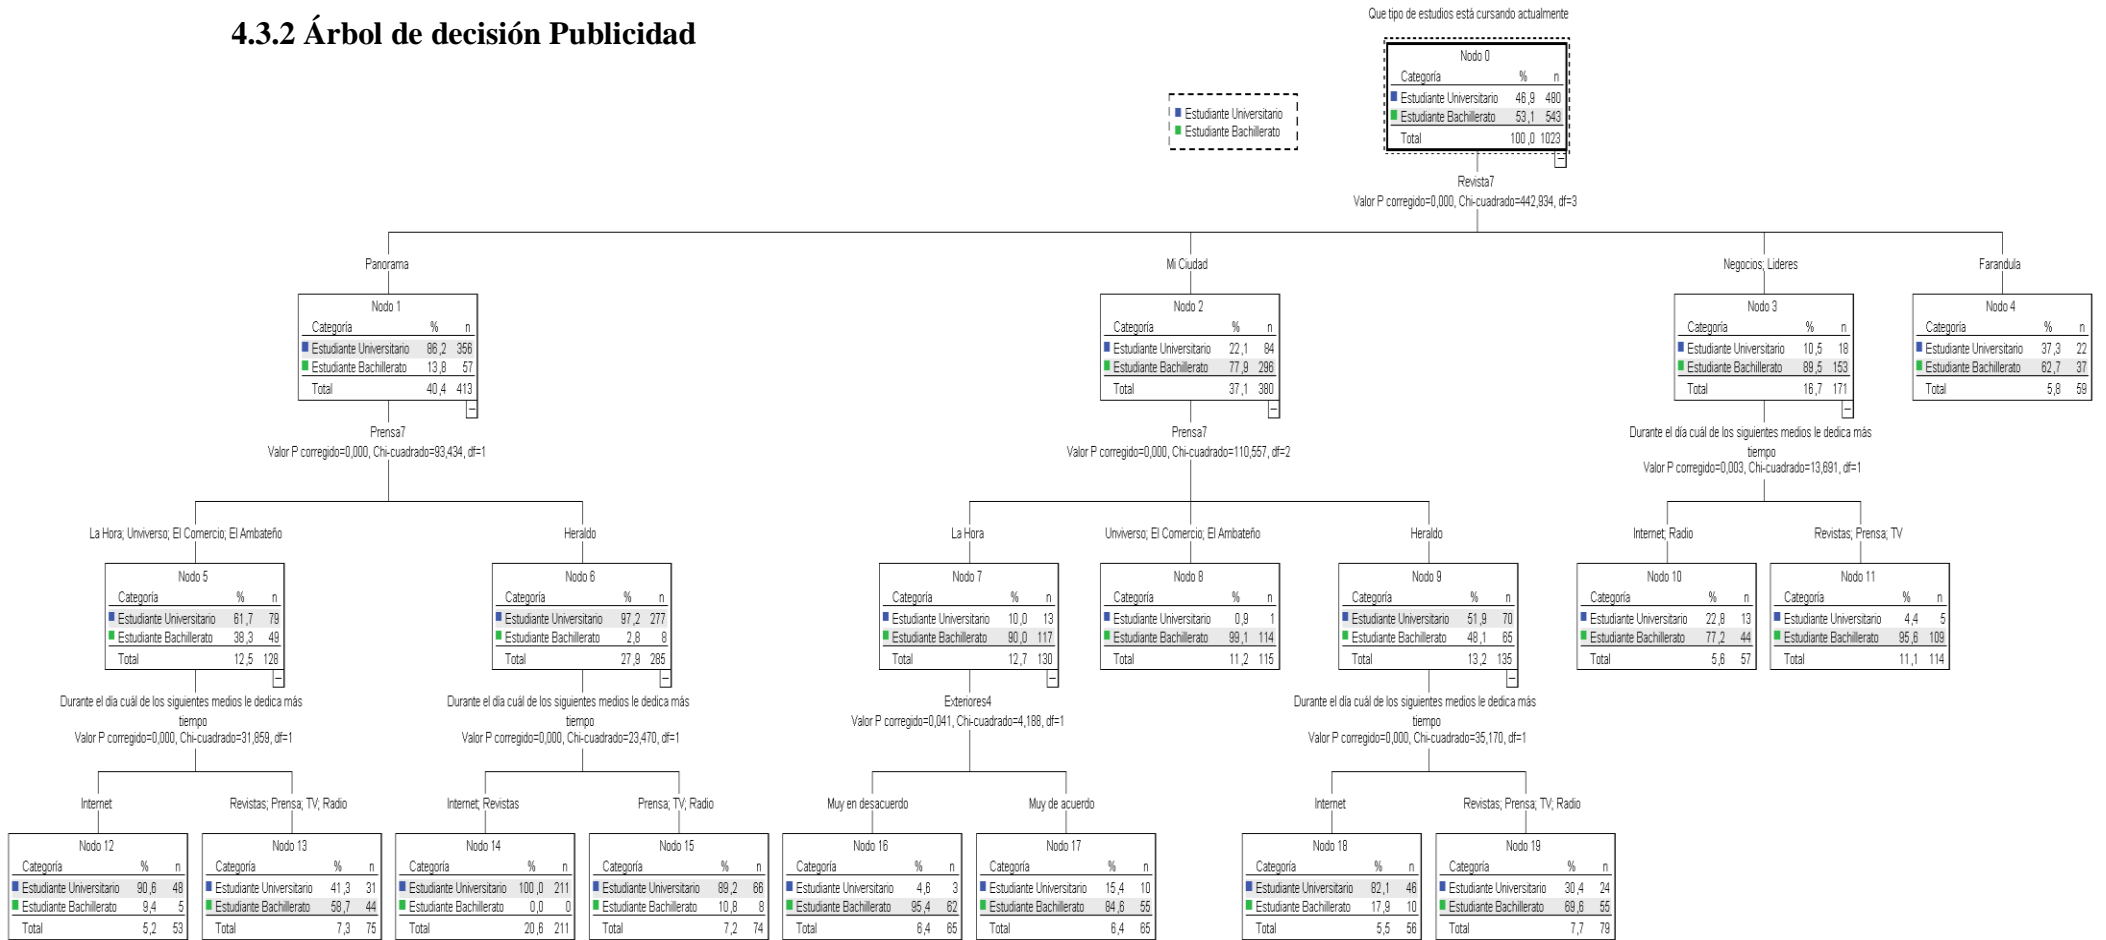 4.3.2 Árbol de decisión Publicidad
Que tipo de estudios está cursando actualmente
Estudiante Universitario
Estudiante Bachillerato
Nodo 0
Categoría % n
Estudiante Universitario 46,9 480
Estudiante Bachillerato 53,1 543
Total 100,0 1023
Revista7
Valor P corregido=0,000, Chi-cuadrado=442,934, df=3
Panorama
Nodo 1
Categoría % n
Estudiante Universitario 86,2 356
Estudiante Bachillerato 13,8 57
Total 40,4 413
Prensa7
Valor P corregido=0,000, Chi-cuadrado=93,434, df=1
Mi Ciudad
Nodo 2
Categoría % n
Estudiante Universitario 22,1 84
Estudiante Bachillerato 77,9 296
Total 37,1 380
Prensa7
Valor P corregido=0,000, Chi-cuadrado=110,557, df=2
Negocios; Lideres
Nodo 3
Categoría % n
Estudiante Universitario 10,5 18
Estudiante Bachillerato 89,5 153
Total 16,7 171
Durante el día cuál de los siguientes medios le dedica más
tiempo
Valor P corregido=0,003, Chi-cuadrado=13,691, df=1
Farandula
Nodo 4
Categoría % n
Estudiante Universitario 37,3 22
Estudiante Bachillerato 62,7 37
Total 5,8 59
La Hora; Unviverso; El Comercio; El Ambateño
Nodo 5
Categoría % n
Estudiante Universitario 61,7 79
Estudiante Bachillerato 38,3 49
Total 12,5 128
Durante el día cuál de los siguientes medios le dedica más
tiempo
Valor P corregido=0,000, Chi-cuadrado=31,859, df=1
Heraldo
Nodo 6
Categoría % n
Estudiante Universitario 97,2 277
Estudiante Bachillerato 2,8 8
Total 27,9 285
Durante el día cuál de los siguientes medios le dedica más
tiempo
Valor P corregido=0,000, Chi-cuadrado=23,470, df=1
La Hora
Nodo 7
Categoría % n
Estudiante Universitario 10,0 13
Estudiante Bachillerato 90,0 117
Total 12,7 130
Exteriores4
Valor P corregido=0,041, Chi-cuadrado=4,188, df=1
Unviverso; El Comercio; El Ambateño
Nodo 8
Categoría % n
Estudiante Universitario 0,9 1
Estudiante Bachillerato 99,1 114
Total 11,2 115
Heraldo
Nodo 9
Categoría % n
Estudiante Universitario 51,9 70
Estudiante Bachillerato 48,1 65
Total 13,2 135
Durante el día cuál de los siguientes medios le dedica más
tiempo
Valor P corregido=0,000, Chi-cuadrado=35,170, df=1
Internet; Radio
Nodo 10
Categoría % n
Estudiante Universitario 22,8 13
Estudiante Bachillerato 77,2 44
Total 5,6 57
Revistas; Prensa; TV
Nodo 11
Categoría % n
Estudiante Universitario 4,4 5
Estudiante Bachillerato 95,6 109
Total 11,1 114
Internet
Nodo 12
Categoría % n
Estudiante Universitario 90,6 48
Estudiante Bachillerato 9,4 5
Total 5,2 53
Revistas; Prensa; TV; Radio
Nodo 13
Categoría % n
Estudiante Universitario 41,3 31
Estudiante Bachillerato 58,7 44
Total 7,3 75
Internet; Revistas
Nodo 14
Categoría % n
Estudiante Universitario 100,0 211
Estudiante Bachillerato 0,0 0
Total 20,6 211
Prensa; TV; Radio
Nodo 15
Categoría % n
Estudiante Universitario 89,2 66
Estudiante Bachillerato 10,8 8
Total 7,2 74
Muy en desacuerdo
Nodo 16
Categoría % n
Estudiante Universitario 4,6 3
Estudiante Bachillerato 95,4 62
Total 6,4 65
Muy de acuerdo
Nodo 17
Categoría % n
Estudiante Universitario 15,4 10
Estudiante Bachillerato 84,6 55
Total 6,4 65
Internet
Nodo 18
Categoría % n
Estudiante Universitario 82,1 46
Estudiante Bachillerato 17,9 10
Total 5,5 56
Revistas; Prensa; TV; Radio
Nodo 19
Categoría % n
Estudiante Universitario 30,4 24
Estudiante Bachillerato 69,6 55
Total 7,7 79